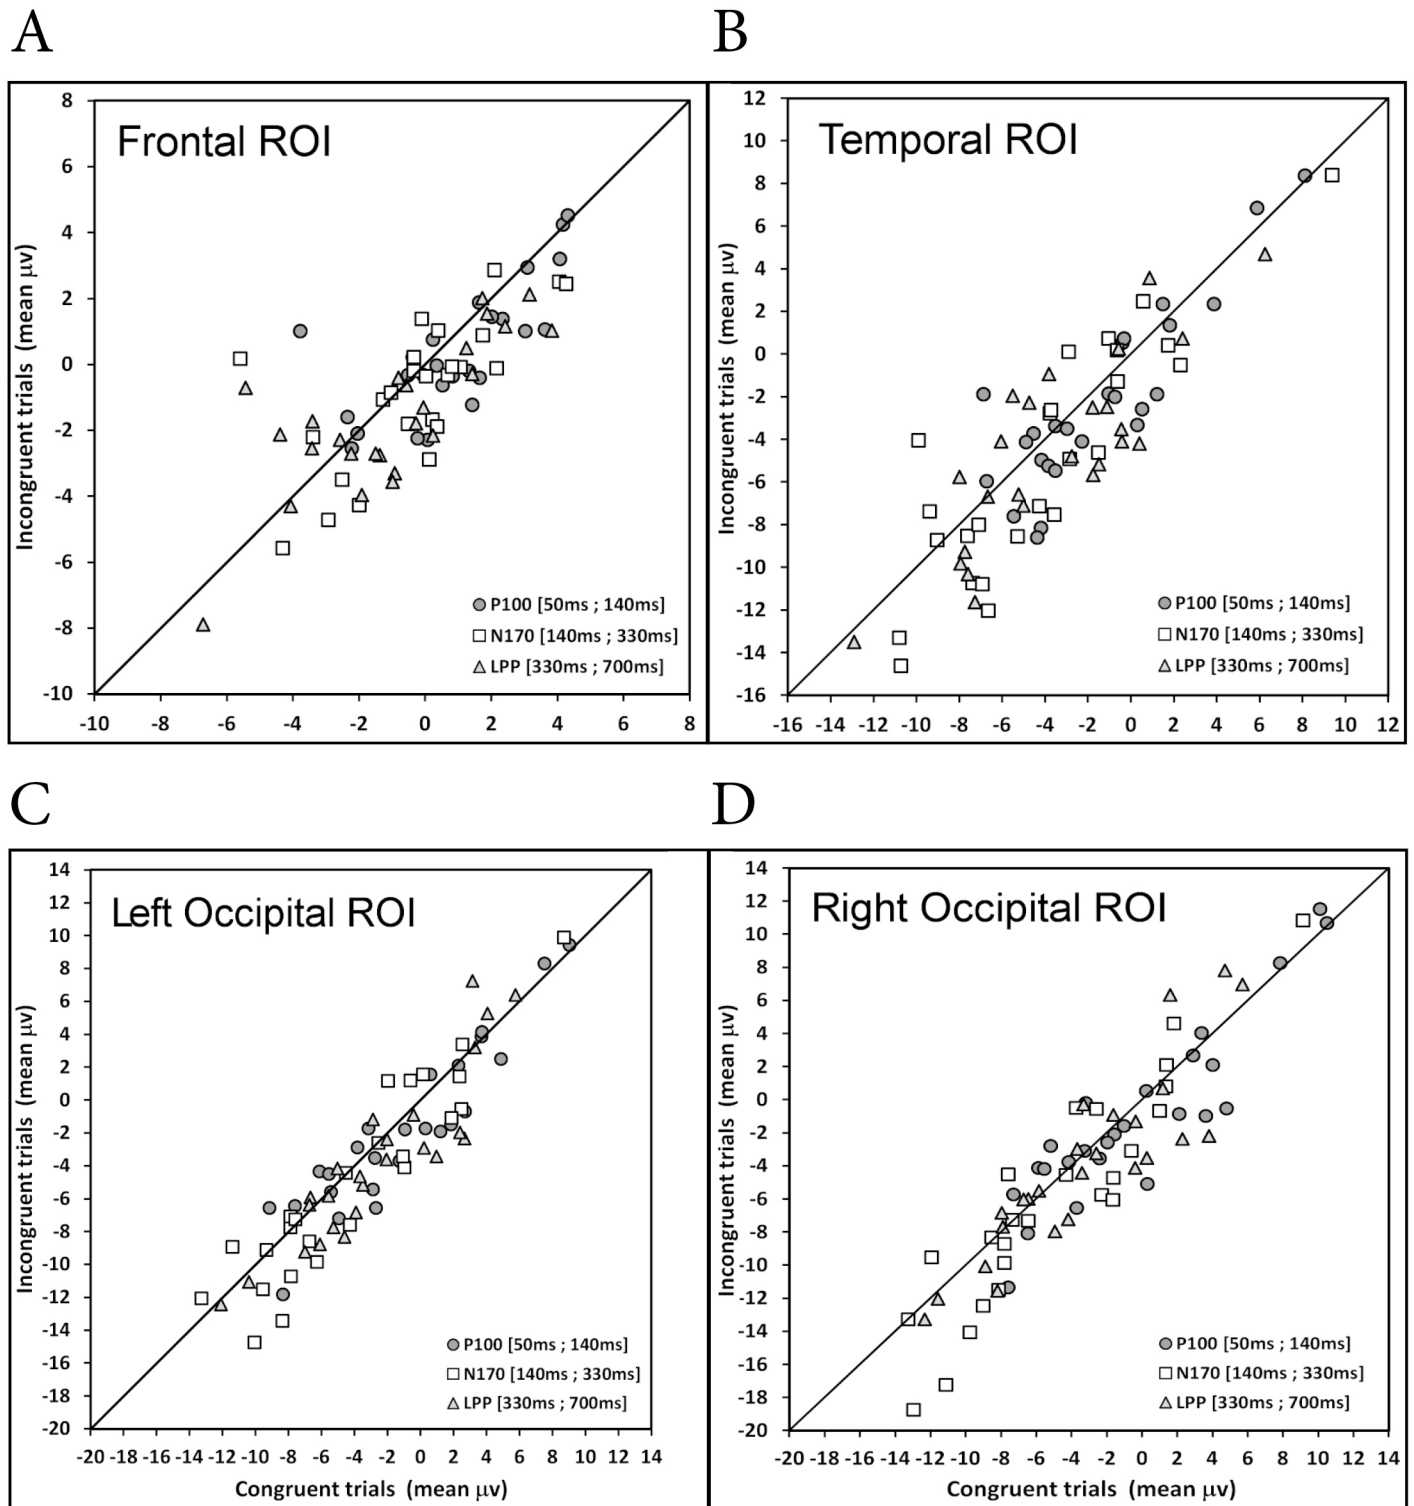 A
B
Frontal ROI
8
6
4
2
0
-2
-4
-6
-8
-10
Incongruent trials (mean μv)
P100 [50ms ; 140ms]
N170 [140ms ; 330ms]
LPP [330ms ; 700ms]
-10 -8 -6 -4 -2 0 2 4 6 8
Temporal ROI
12
10
8
6
4
2
0
-2
-4
-6
-8
-10
-12
-14
-16
Incongruent trials (mean μv)
P100 [50ms ; 140ms]
N170 [140ms ; 330ms]
LPP [330ms ; 700ms]
-16 -14 -12 -10 -8 -6 -4 -2 0 2 4 6 8 10 12
C
D
Left Occipital ROI
14
12
10
8
6
4
2
0
-2
-4
-6
-8
-10
-12
-14
-16
-18
-20
Incongruent trials (mean μv)
P100 [50ms ; 140ms]
N170 [140ms ; 330ms]
LPP [330ms ; 700ms]
-20 -18 -16 -14 -12 -10 -8 -6 -4 -2 0 2 4 6 8 10 12 14
Congruent trials (mean μv)
Right Occipital ROI
14
12
10
8
6
4
2
0
-2
-4
-6
-8
-10
-12
-14
-16
-18
-20
Incongruent trials (mean μv)
P100 [50ms ; 140ms]
N170 [140ms ; 330ms]
LPP [330ms ; 700ms]
-20 -18 -16 -14 -12 -10 -8 -6 -4 -2 0 2 4 6 8 10 12 14
Congruent trials (mean μv)